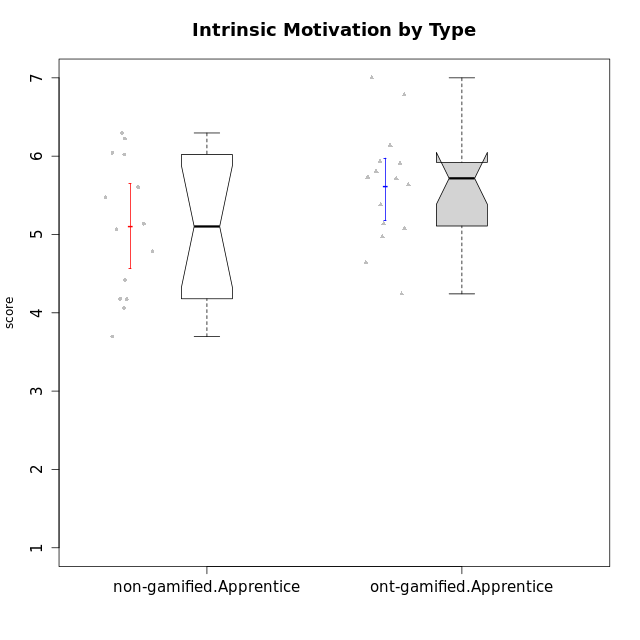 Intrinsic Motivation by Type
7
6
5
4
3
2
1
score
non-gamified.Apprentice
ont-gamified.Apprentice